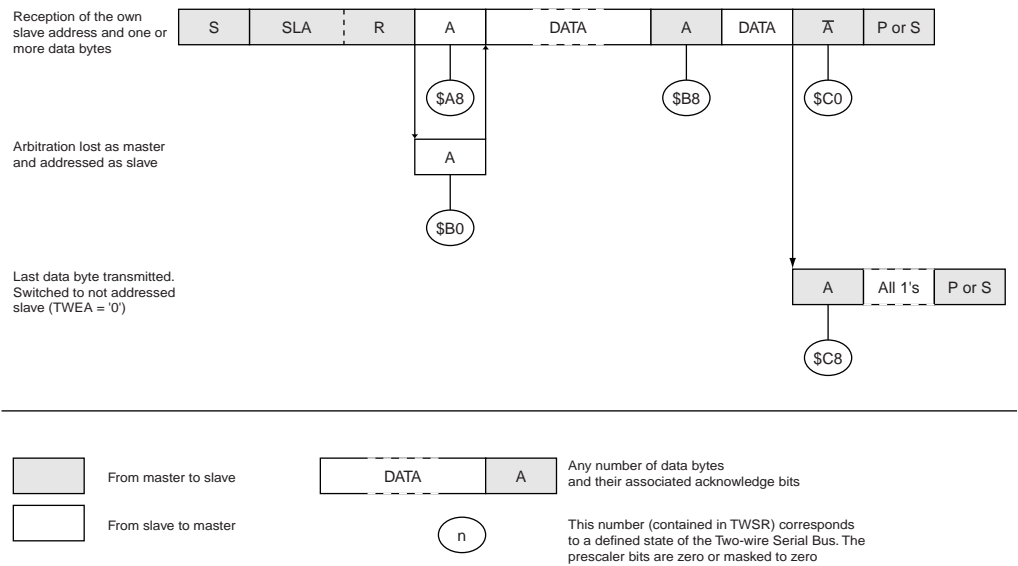 Reception of the own
slave address and one or
more data bytes
S SLA R A DATA A DATA A̅ P or S
$A8 $B8 $C0
Arbitration lost as master
and addressed as slave
A
$B0
Last data byte transmitted.
Switched to not addressed
slave (TWEA = '0')
A All 1's P or S
$C8
From master to slave
DATA A
Any number of data bytes
and their associated acknowledge bits
From slave to master
n
This number (contained in TWSR) corresponds
to a defined state of the Two-wire Serial Bus. The
prescaler bits are zero or masked to zero